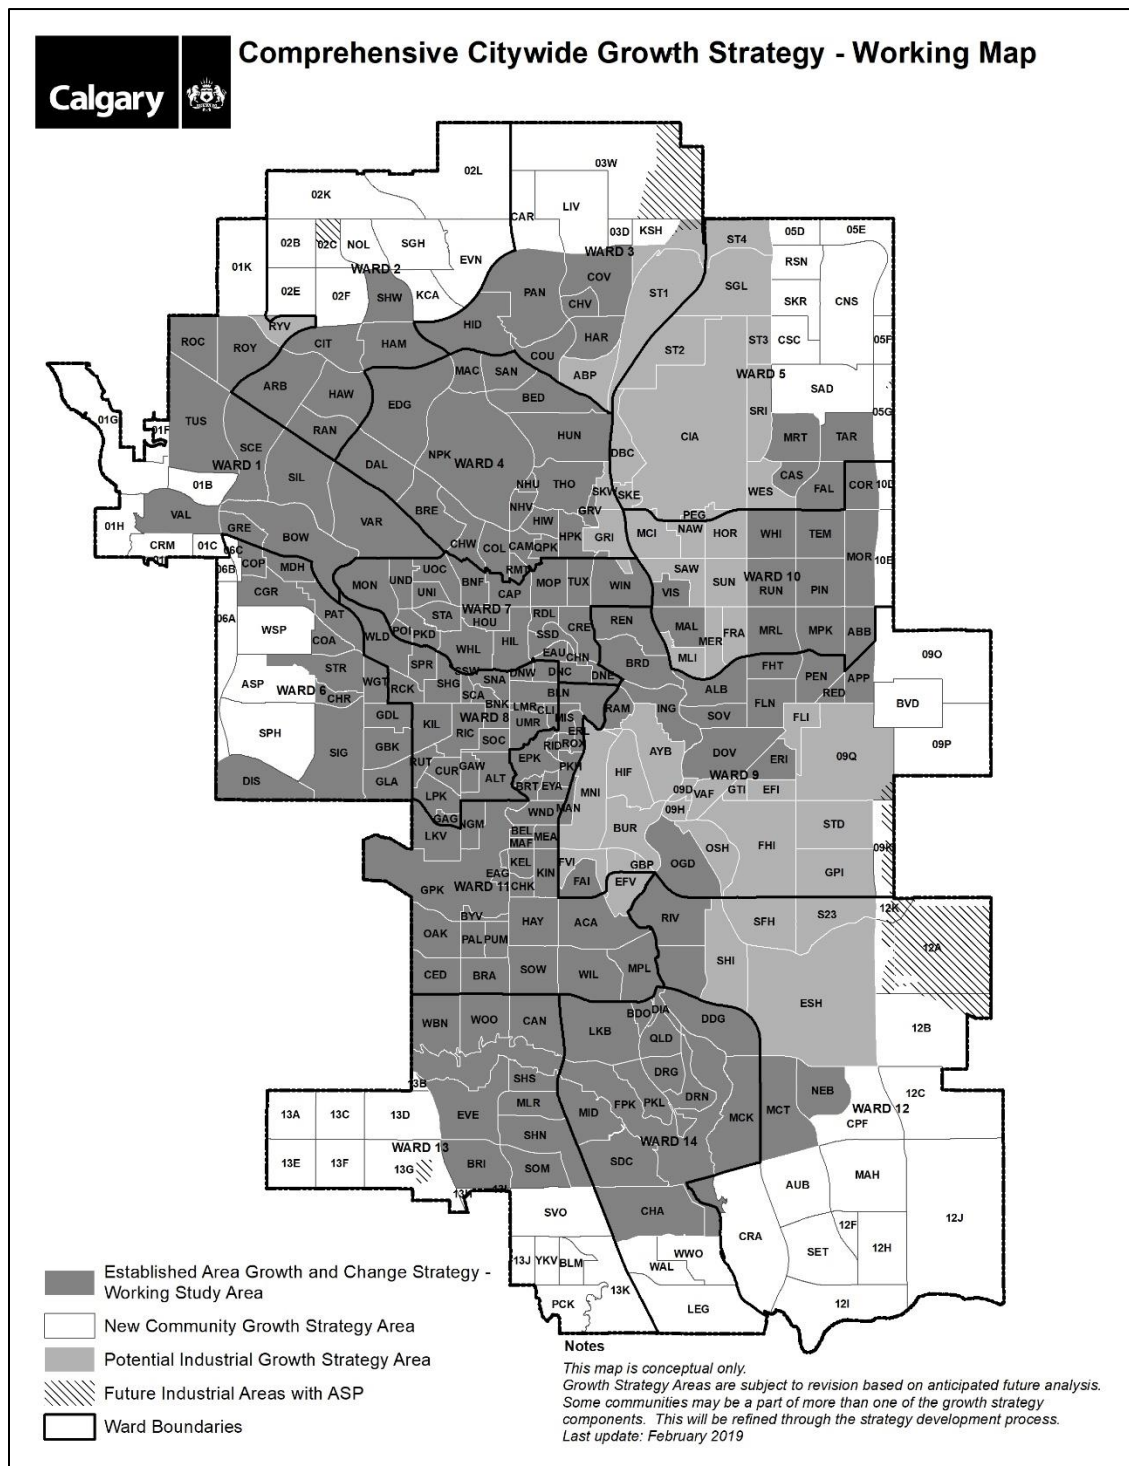 Calgary
Comprehensive Citywide Growth Strategy - Working Map
02L
03W
02K
CAR
LIV
03D
KSH
02B
02C
NOL
SGH
EVN
WARD 3
ST4
05D
05E
01K
WARD 2
COV
RSN
02E
02F
SHW
KCA
PAN
CHV
ST1
SGL
SKR
CNS
RYV
HID
ROC
ROY
CIT
HAM
HAR
COU
ST2
ST3
CSC
05F
ARB
MAC
SAN
ABP
WARD 5
HAW
EDG
BED
SAD
05G
01G
01F
TUS
RAN
SRI
SCE
HUN
CIA
MRT
TAR
WARD 1
DAL
NPK
WARD 4
DBC
SIL
NHU
THO
SKW
SKE
WES
CAS
FAL
COR
10D
01B
VAL
VAR
BRE
NHV
HIW
GRV
PEG
01H
GRE
BOW
CHW
COL
CAM
QPK
HPK
GRI
MCI
NAW
HOR
WHI
TEM
MOR
CRM
01C
06C
COP
MDH
RMT
10E
06B
CGR
MON
UND
UOC
UNI
BNF
CAP
MOP
TUX
WIN
VIS
SAW
SUN
WARD 10
RUN
PIN
06A
WSP
PAT
COA
WLD
POI
PKD
STA
WARD 7
HOU
HIL
RDL
SSD
CRE
REN
MAL
MER
FRA
MRL
MPK
ABB
STR
SPR
WHL
EAU
CHN
BRD
MLI
FHT
09O
ASP
WARD 6
CHR
WGT
RCK
SHG
SSW
SNA
DNW
DNC
DNE
ALB
PEN
RED
APP
SCA
BNK
BLN
FLN
BVD
SPH
GDL
KIL
WARD 8
RIC
LMR
CLI
UMR
MIS
RAM
ING
SOV
FLI
SIG
GBK
SOC
ERL
ROX
RID
AYB
DOV
ERI
09Q
09P
RUT
CUR
GAW
EPK
PKH
HIF
WARD 9
DIS
GLA
LPK
ALT
BRT
EYA
MNI
09D
VAF
GTI
EFI
GAG
NGM
WND
MAN
09H
LKV
BEL
MAF
MEA
BUR
OSH
FHI
STD
09K
EAG
KEL
KIN
FVI
GBP
OGD
GPK
WARD 11
CHK
FAI
EFV
GPI
BYV
12K
OAK
PAL
PUM
HAY
ACA
RIV
SFH
S23
12A
CED
BRA
SOW
WIL
MPL
SHI
ESH
WBN
WOO
CAN
LKB
BDO
DIA
DDG
12B
QLD
13B
SHS
DRG
NEB
12C
13A
13C
13D
EVE
MLR
MID
FPK
PKL
DRN
MCK
MCT
WARD 12
CPF
WARD 13
SHN
WARD 14
13E
13F
13G
BRI
SOM
SDC
AUB
MAH
13H
SVO
CHA
12F
12J
CRA
SET
12H
13J
YKV
BLM
WWO
WAL
PCK
13K
LEG
12I
Established Area Growth and Change Strategy -
Working Study Area
New Community Growth Strategy Area
Potential Industrial Growth Strategy Area
Future Industrial Areas with ASP
Ward Boundaries
Notes
This map is conceptual only.
Growth Strategy Areas are subject to revision based on anticipated future analysis.
Some communities may be a part of more than one of the growth strategy
components. This will be refined through the strategy development process.
Last update: February 2019